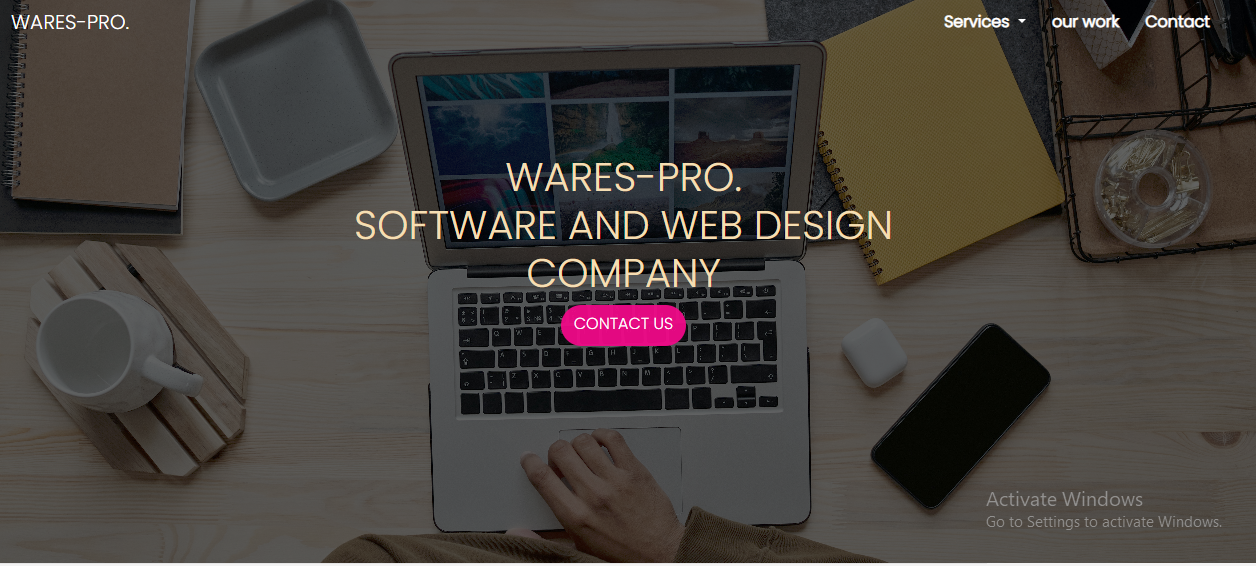 WARES-PRO.
Services
our work
Contact
WARES-PRO.
SOFTWARE AND WEB DESIGN
COMPANY
CONTACT US
Activate Windows
Go to Settings to activate Windows.